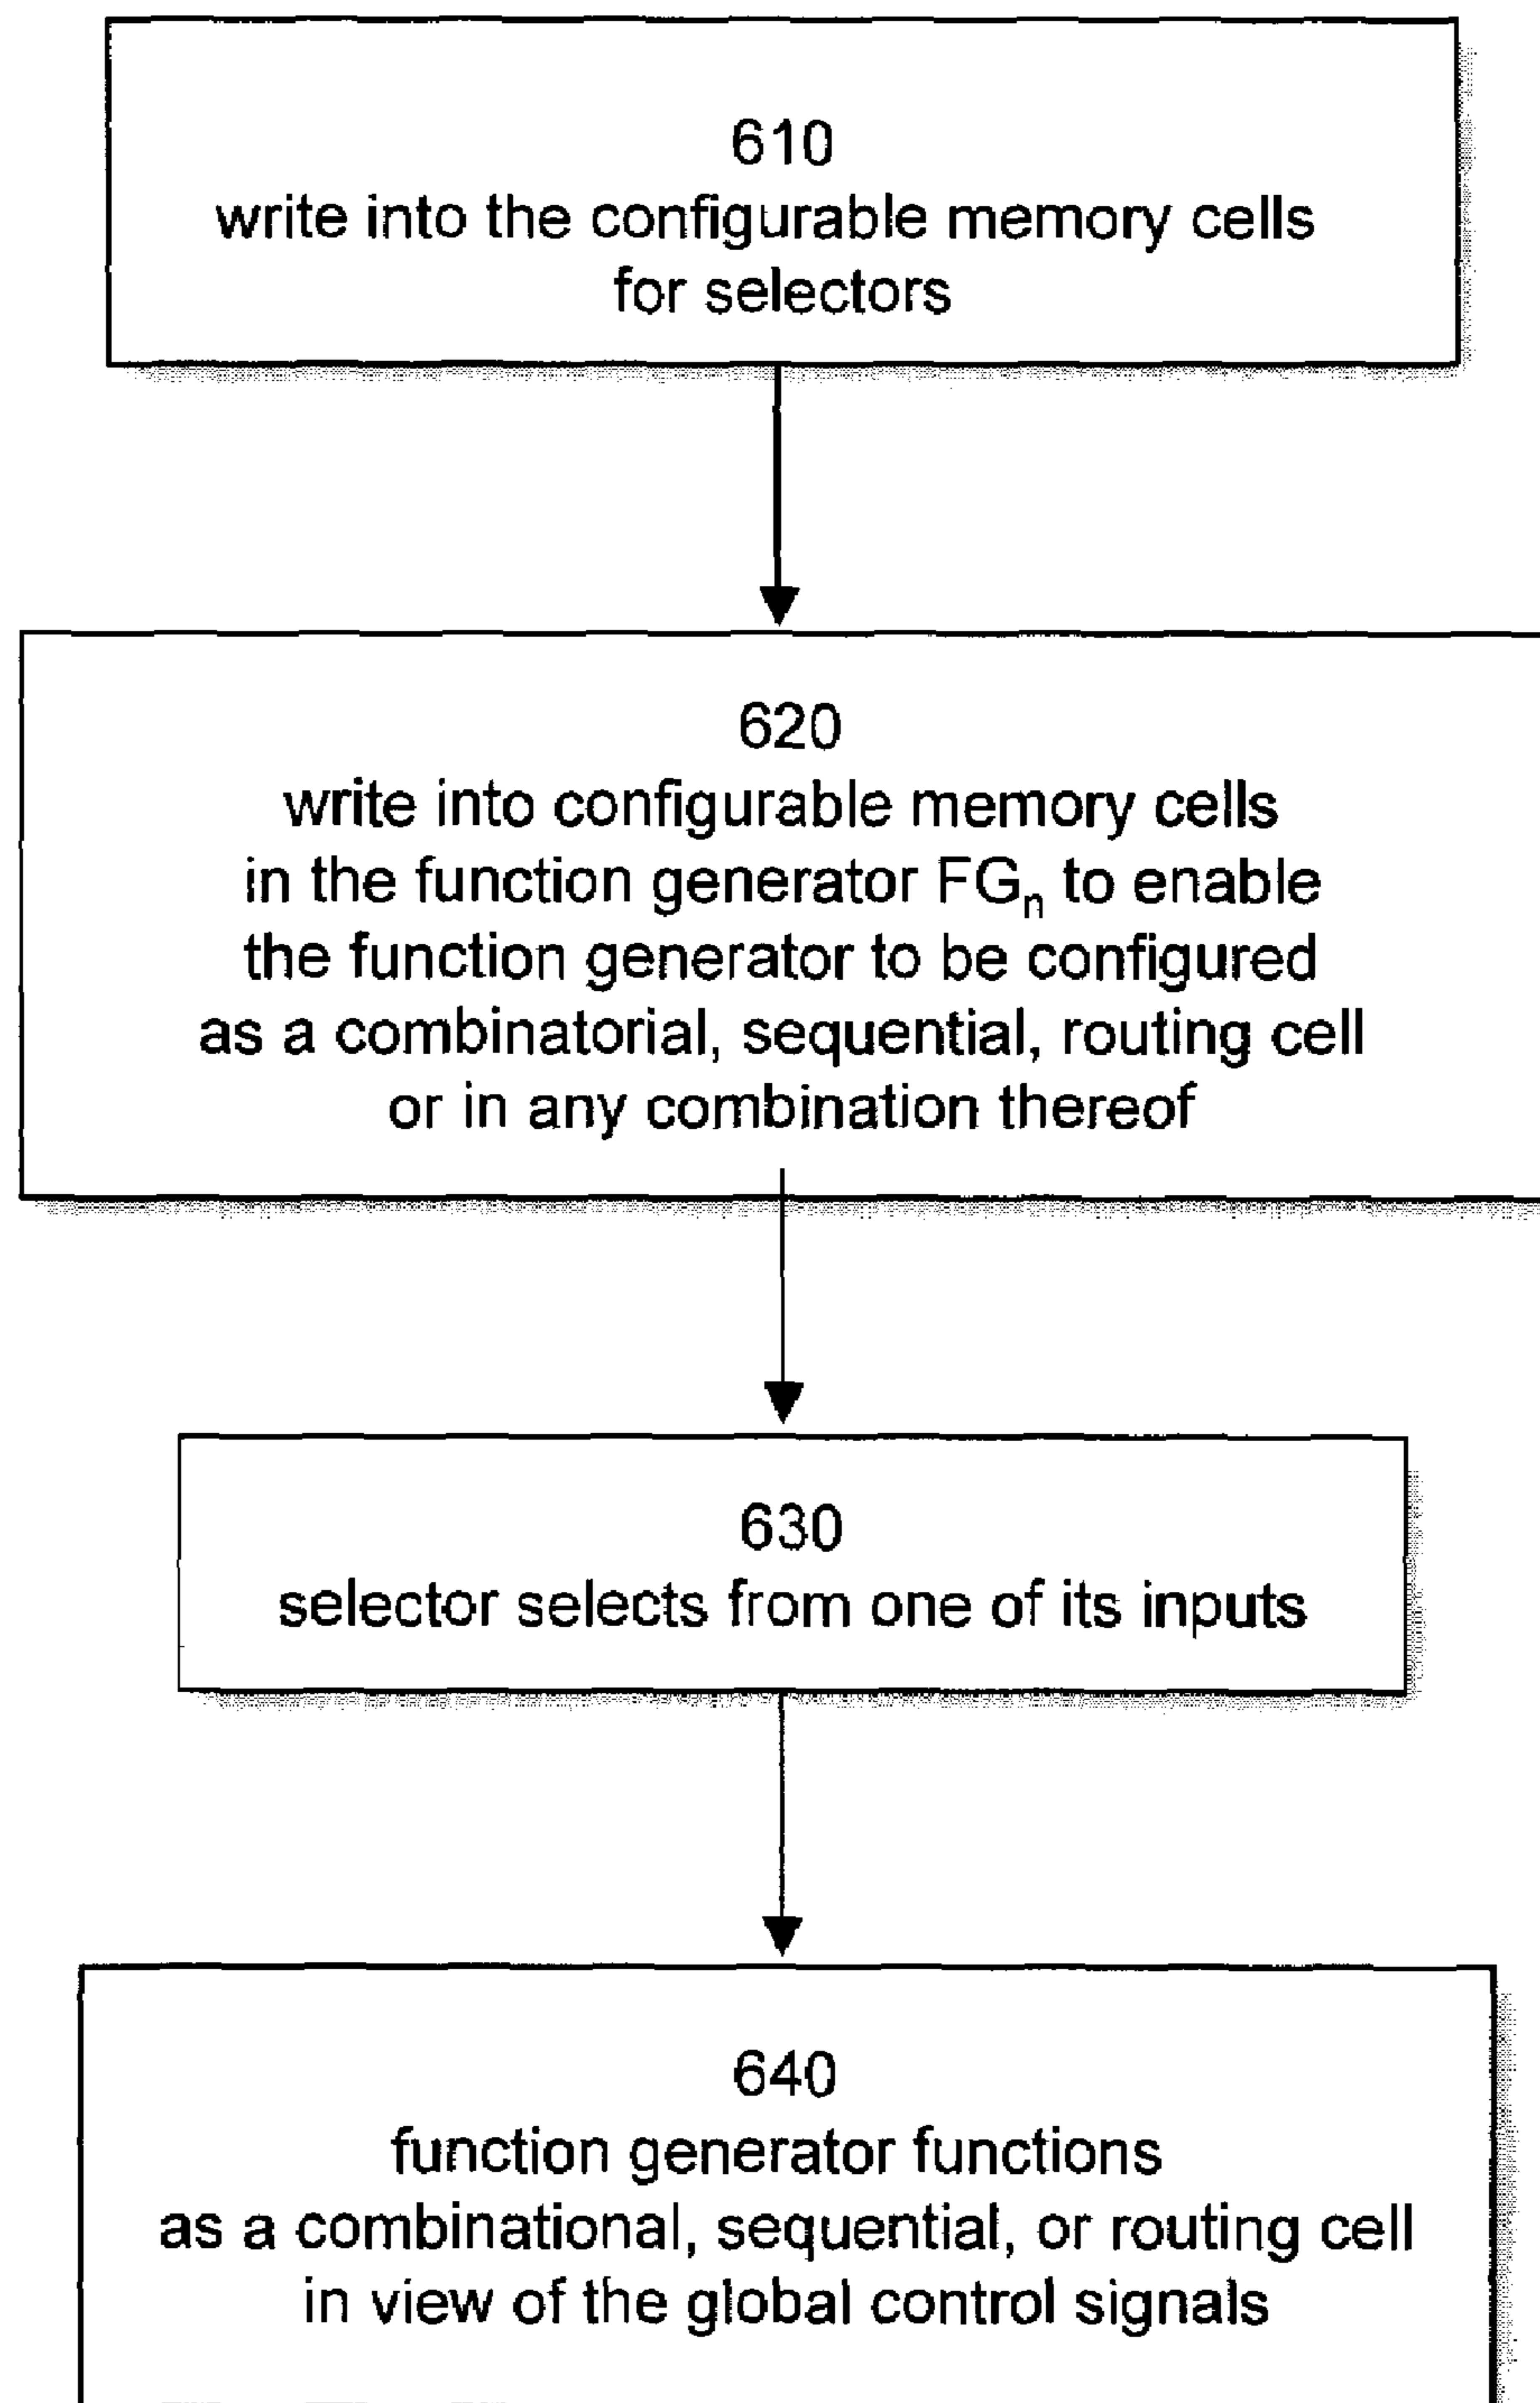 610
write into the configurable memory cells
for selectors
620
write into configurable memory cells
in the function generator FGn to enable
the function generator to be configured
as a combinatorial, sequential, routing cell
or in any combination thereof
630
selector selects from one of its inputs
640
function generator functions
as a combinational, sequential, or routing cell
in view of the global control signals